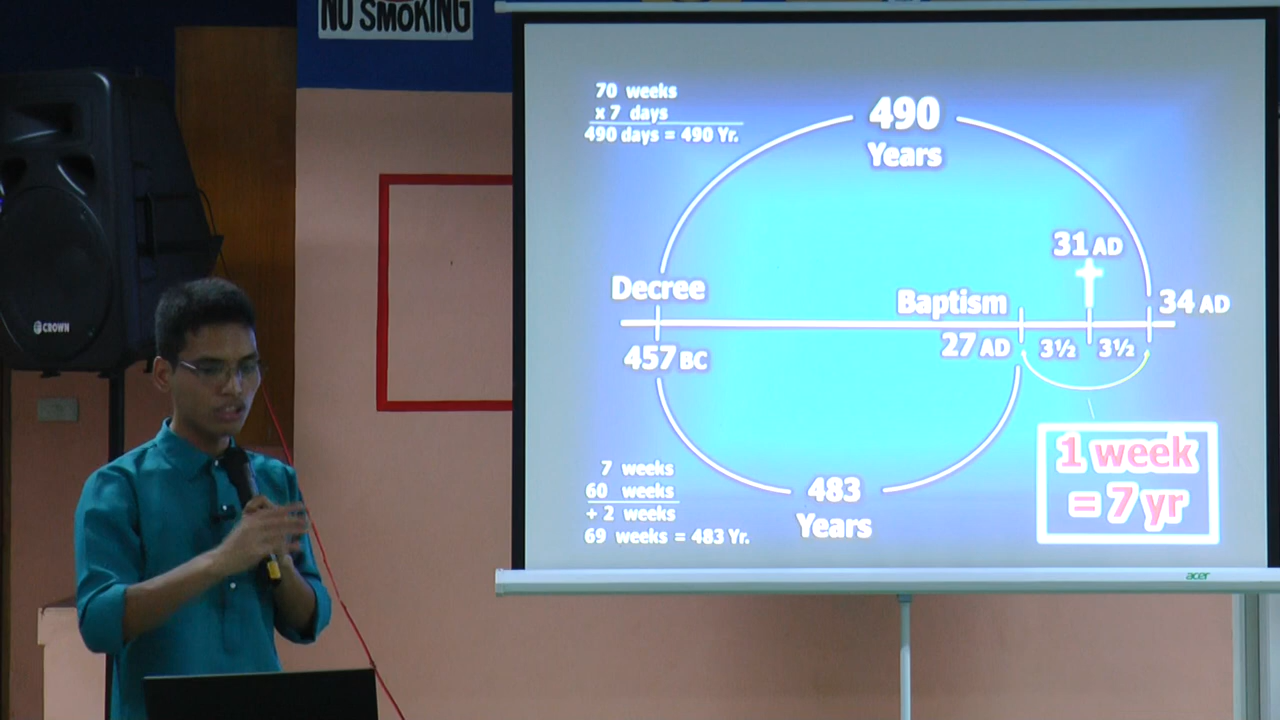 NO SMOKING
CROWN
70 weeks
x 7 days
490 days = 490 Yr.
490
Years
31 AD
Decree
Baptism
34 AD
457 BC
27 AD
3½
3½
7 weeks
60 weeks
+ 2 weeks
69 weeks = 483 Yr.
483
Years
1 week
= 7 yr
acer